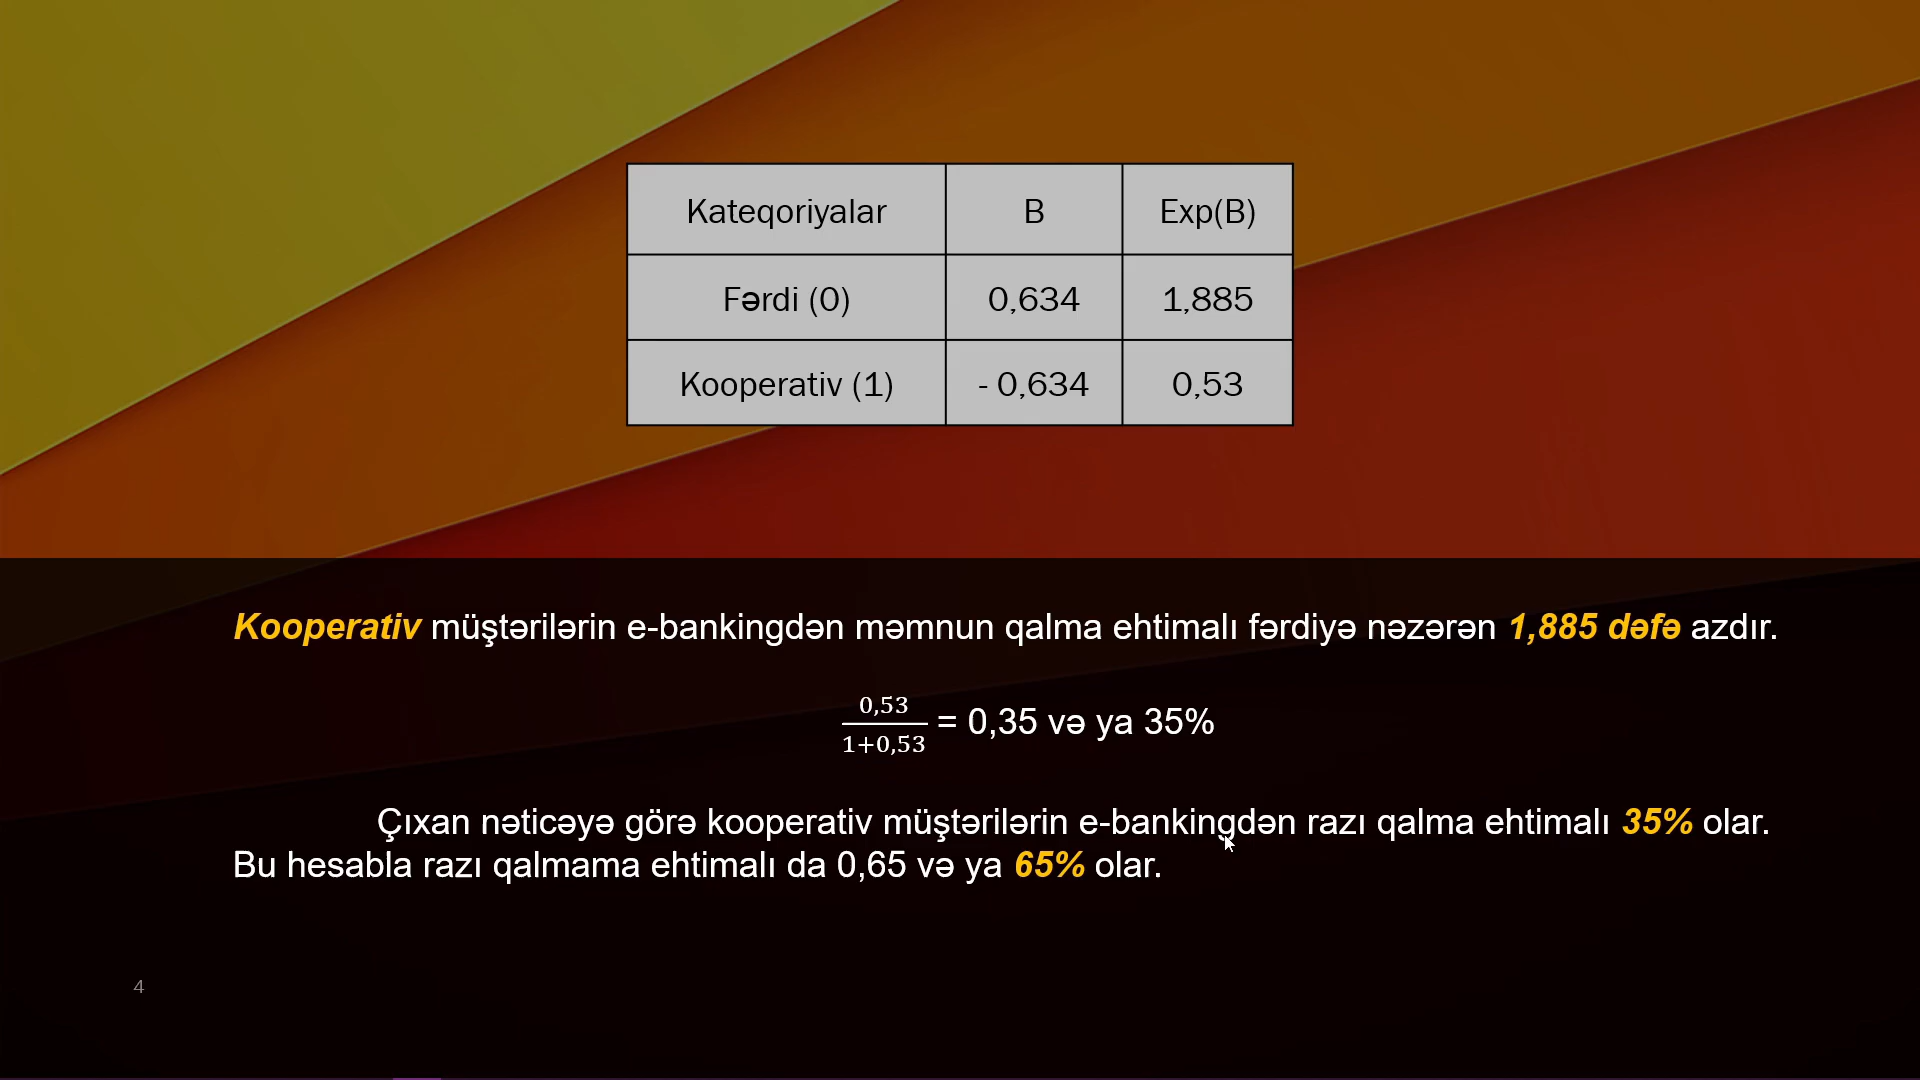 Kateqoriyalar B Exp(B)
Fərdi (0) 0,634 1,885
Kooperativ (1) - 0,634 0,53
Kooperativ müştərilərin e-bankingdən məmnun qalma ehtimalı fərdiyə nəzərən 1,885 dəfə azdır.
0,53
1+0,53
= 0,35 və ya 35%
Çıxan nəticəyə görə kooperativ müştərilərin e-bankingdən razı qalma ehtimalı 35% olar.
Bu hesabla razı qalmama ehtimalı da 0,65 və ya 65% olar.
4